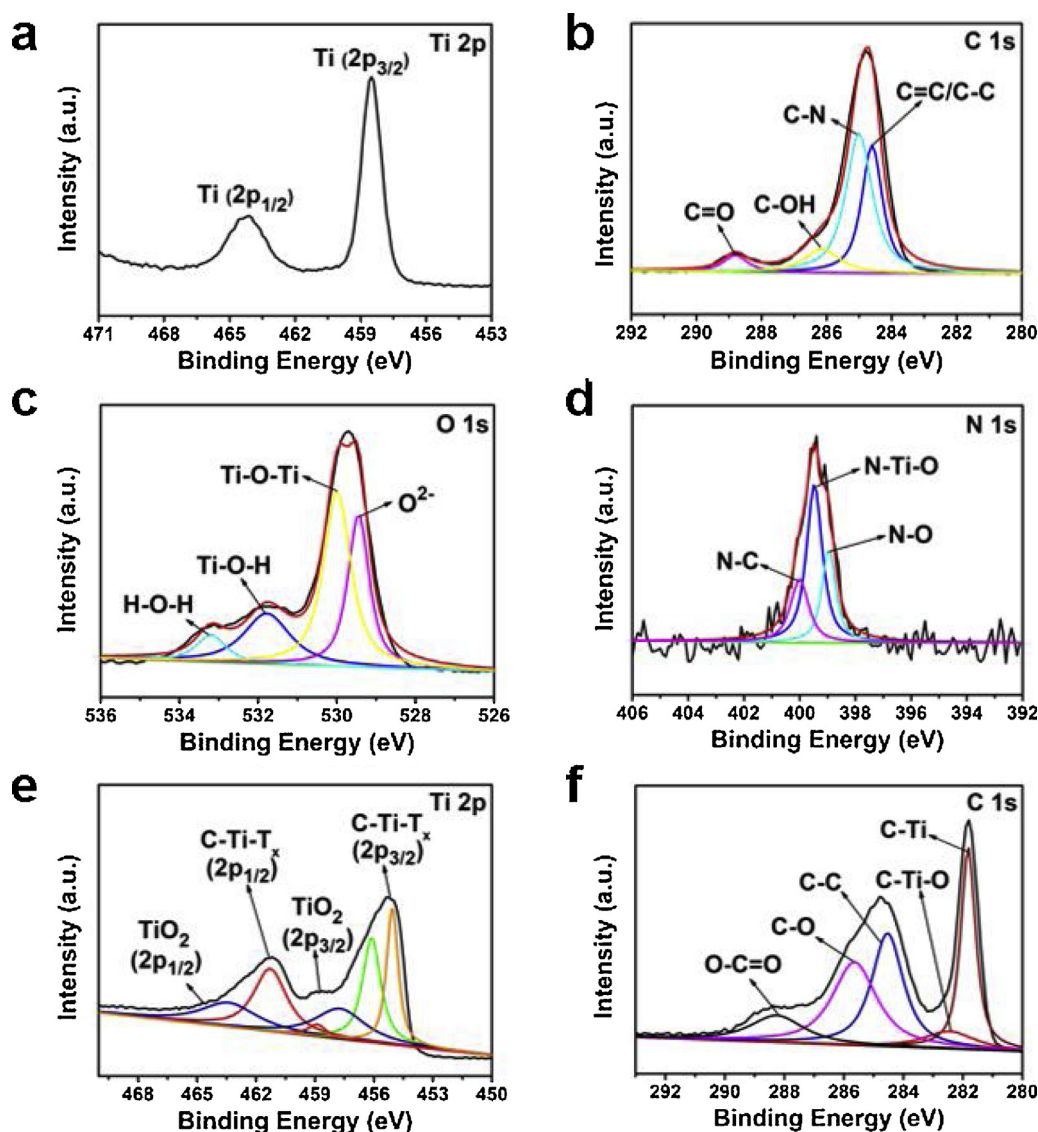 a
Ti 2p
Ti (2p3/2)
Ti (2p1/2)
Intensity (a.u.)
471 468 465 462 459 456 453
Binding Energy (eV)
b
C 1s
C=C/C-C
C-N
C-OH
C=O
Intensity (a.u.)
292 290 288 286 284 282 280
Binding Energy (eV)
c
O 1s
Ti-O-Ti
O2-
Ti-O-H
H-O-H
Intensity (a.u.)
536 534 532 530 528 526
Binding Energy (eV)
d
N 1s
N-Ti-O
N-O
N-C
Intensity (a.u.)
406 404 402 400 398 396 394 392
Binding Energy (eV)
e
Ti 2p
C-Ti-Tx
(2p1/2)
C-Ti-Tx
(2p3/2)
TiO2
(2p1/2)
TiO2
(2p3/2)
Intensity (a.u.)
468 465 462 459 456 453 450
Binding Energy (eV)
f
C 1s
C-Ti
C-C
C-Ti-O
C-O
O-C=O
Intensity (a.u.)
292 290 288 286 284 282 280
Binding Energy (eV)